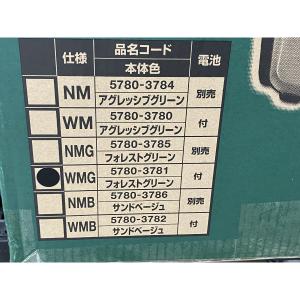 仕様 品名コード 電池
本体色
NM 5780-3784 別売
アグレッシブグリーン
WM 5780-3780 付
アグレッシブグリーン
NMG 5780-3785 別売
フォレストグリーン
WMG 5780-3781 付
フォレストグリーン
NMB 5780-3786 別売
サンドベージュ
WMB 5780-3782 付
サンドベージュ